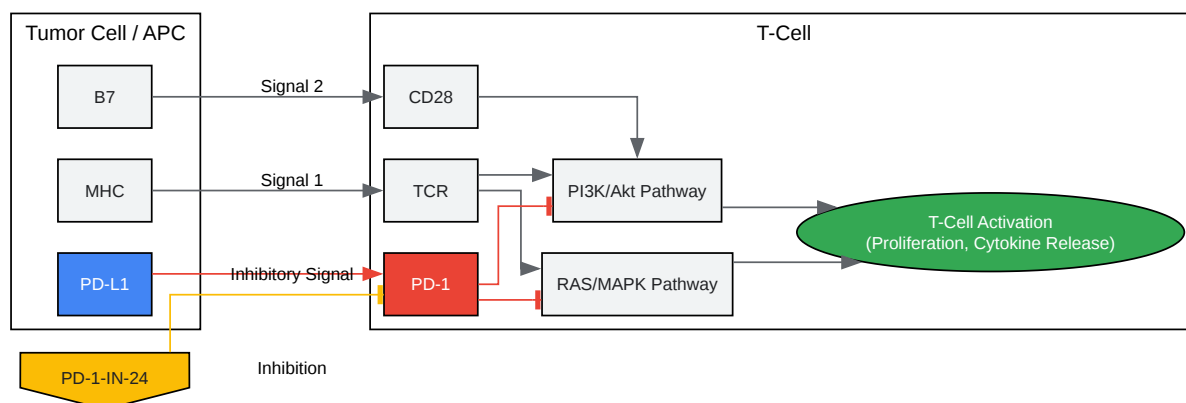 Tumor Cell / APC
T-Cell
B7
Signal 2
CD28
MHC
Signal 1
TCR
PI3K/Akt Pathway
T-Cell Activation
(Proliferation, Cytokine Release)
PD-L1
Inhibitory Signal
PD-1
RAS/MAPK Pathway
PD-1-IN-24
Inhibition